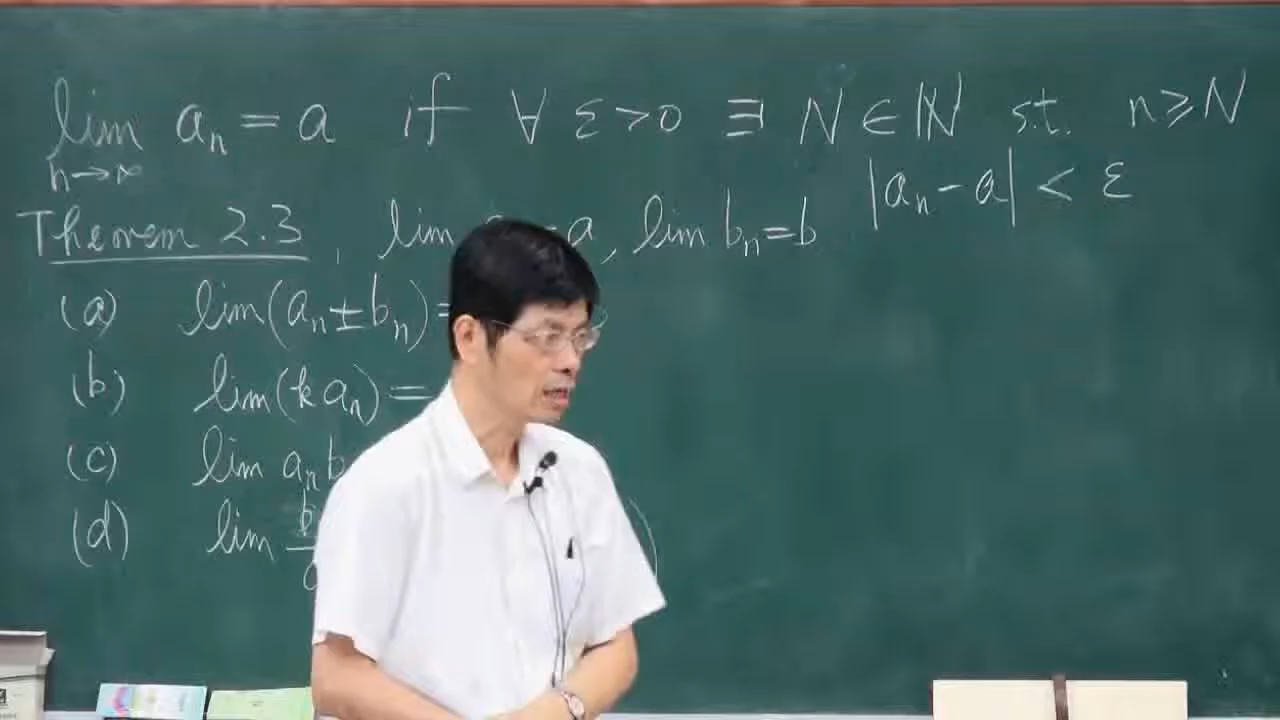 lim aₙ = a if ∀ ε>0 ∃ N ∈ ℕ s.t. n ≥ N
n→∞
|aₙ - a| < ε
Theorem 2.3, lim = a, lim bₙ = b
(a) lim(aₙ ± bₙ) =
(b) lim(k aₙ) =
(c) lim aₙ b
(d) lim b